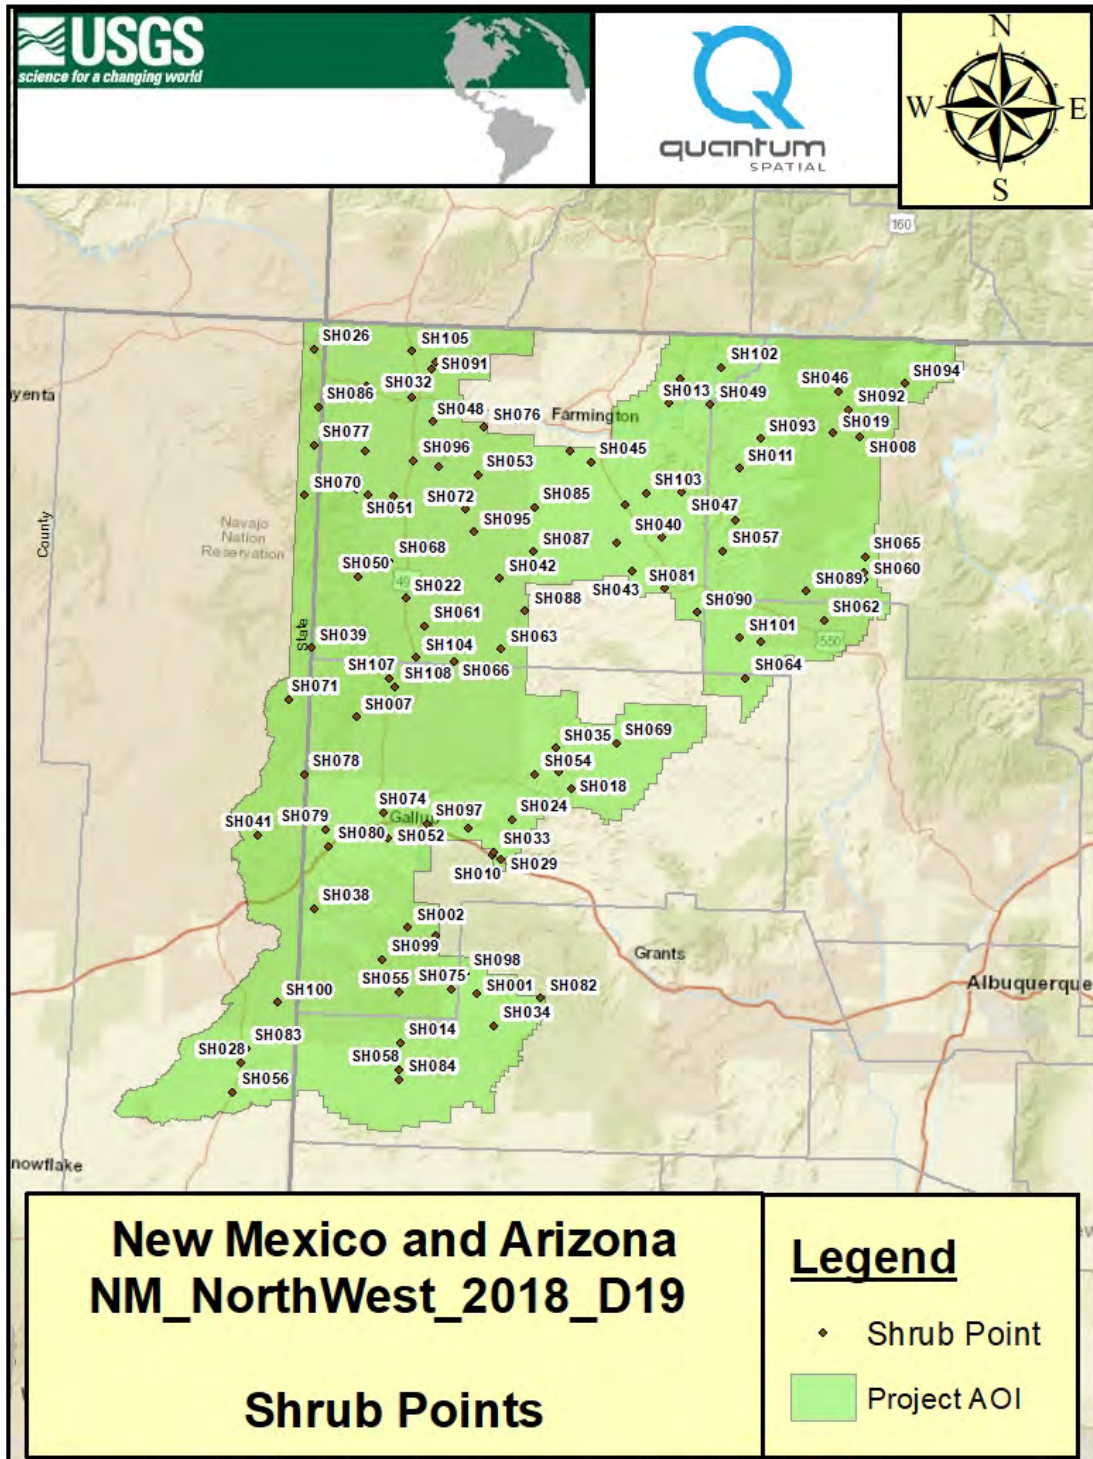 USGS
science for a changing world
quantum
SPATIAL
N
W
E
S
160
SH026
SH105
SH091
SH102
SH032
SH046
SH094
yenta
SH086
SH013
SH049
SH092
SH048
SH076
Farmington
SH019
SH093
SH077
SH008
SH096
SH045
SH011
SH053
SH070
SH072
SH085
SH103
SH051
SH047
County
Navajo
Nation
Reservation
SH095
SH040
SH087
SH057
SH068
SH065
SH050
SH042
SH060
49
SH081
SH089
SH022
SH043
SH088
SH090
SH061
SH062
State
SH039
SH104
SH063
SH101
550
SH107
SH108
SH066
SH064
SH071
SH007
SH035
SH069
SH078
SH054
SH018
SH074
SH024
SH079
Gallup
SH097
SH041
SH080
SH052
SH033
SH010
SH029
SH038
SH002
SH099
Grants
SH098
SH055
SH075
SH001
SH082
Albuquerque
SH100
SH034
SH083
SH014
SH028
SH058
SH084
SH056
nowflake
New Mexico and Arizona
NM_NorthWest_2018_D19
Shrub Points
Legend
Shrub Point
Project AOI